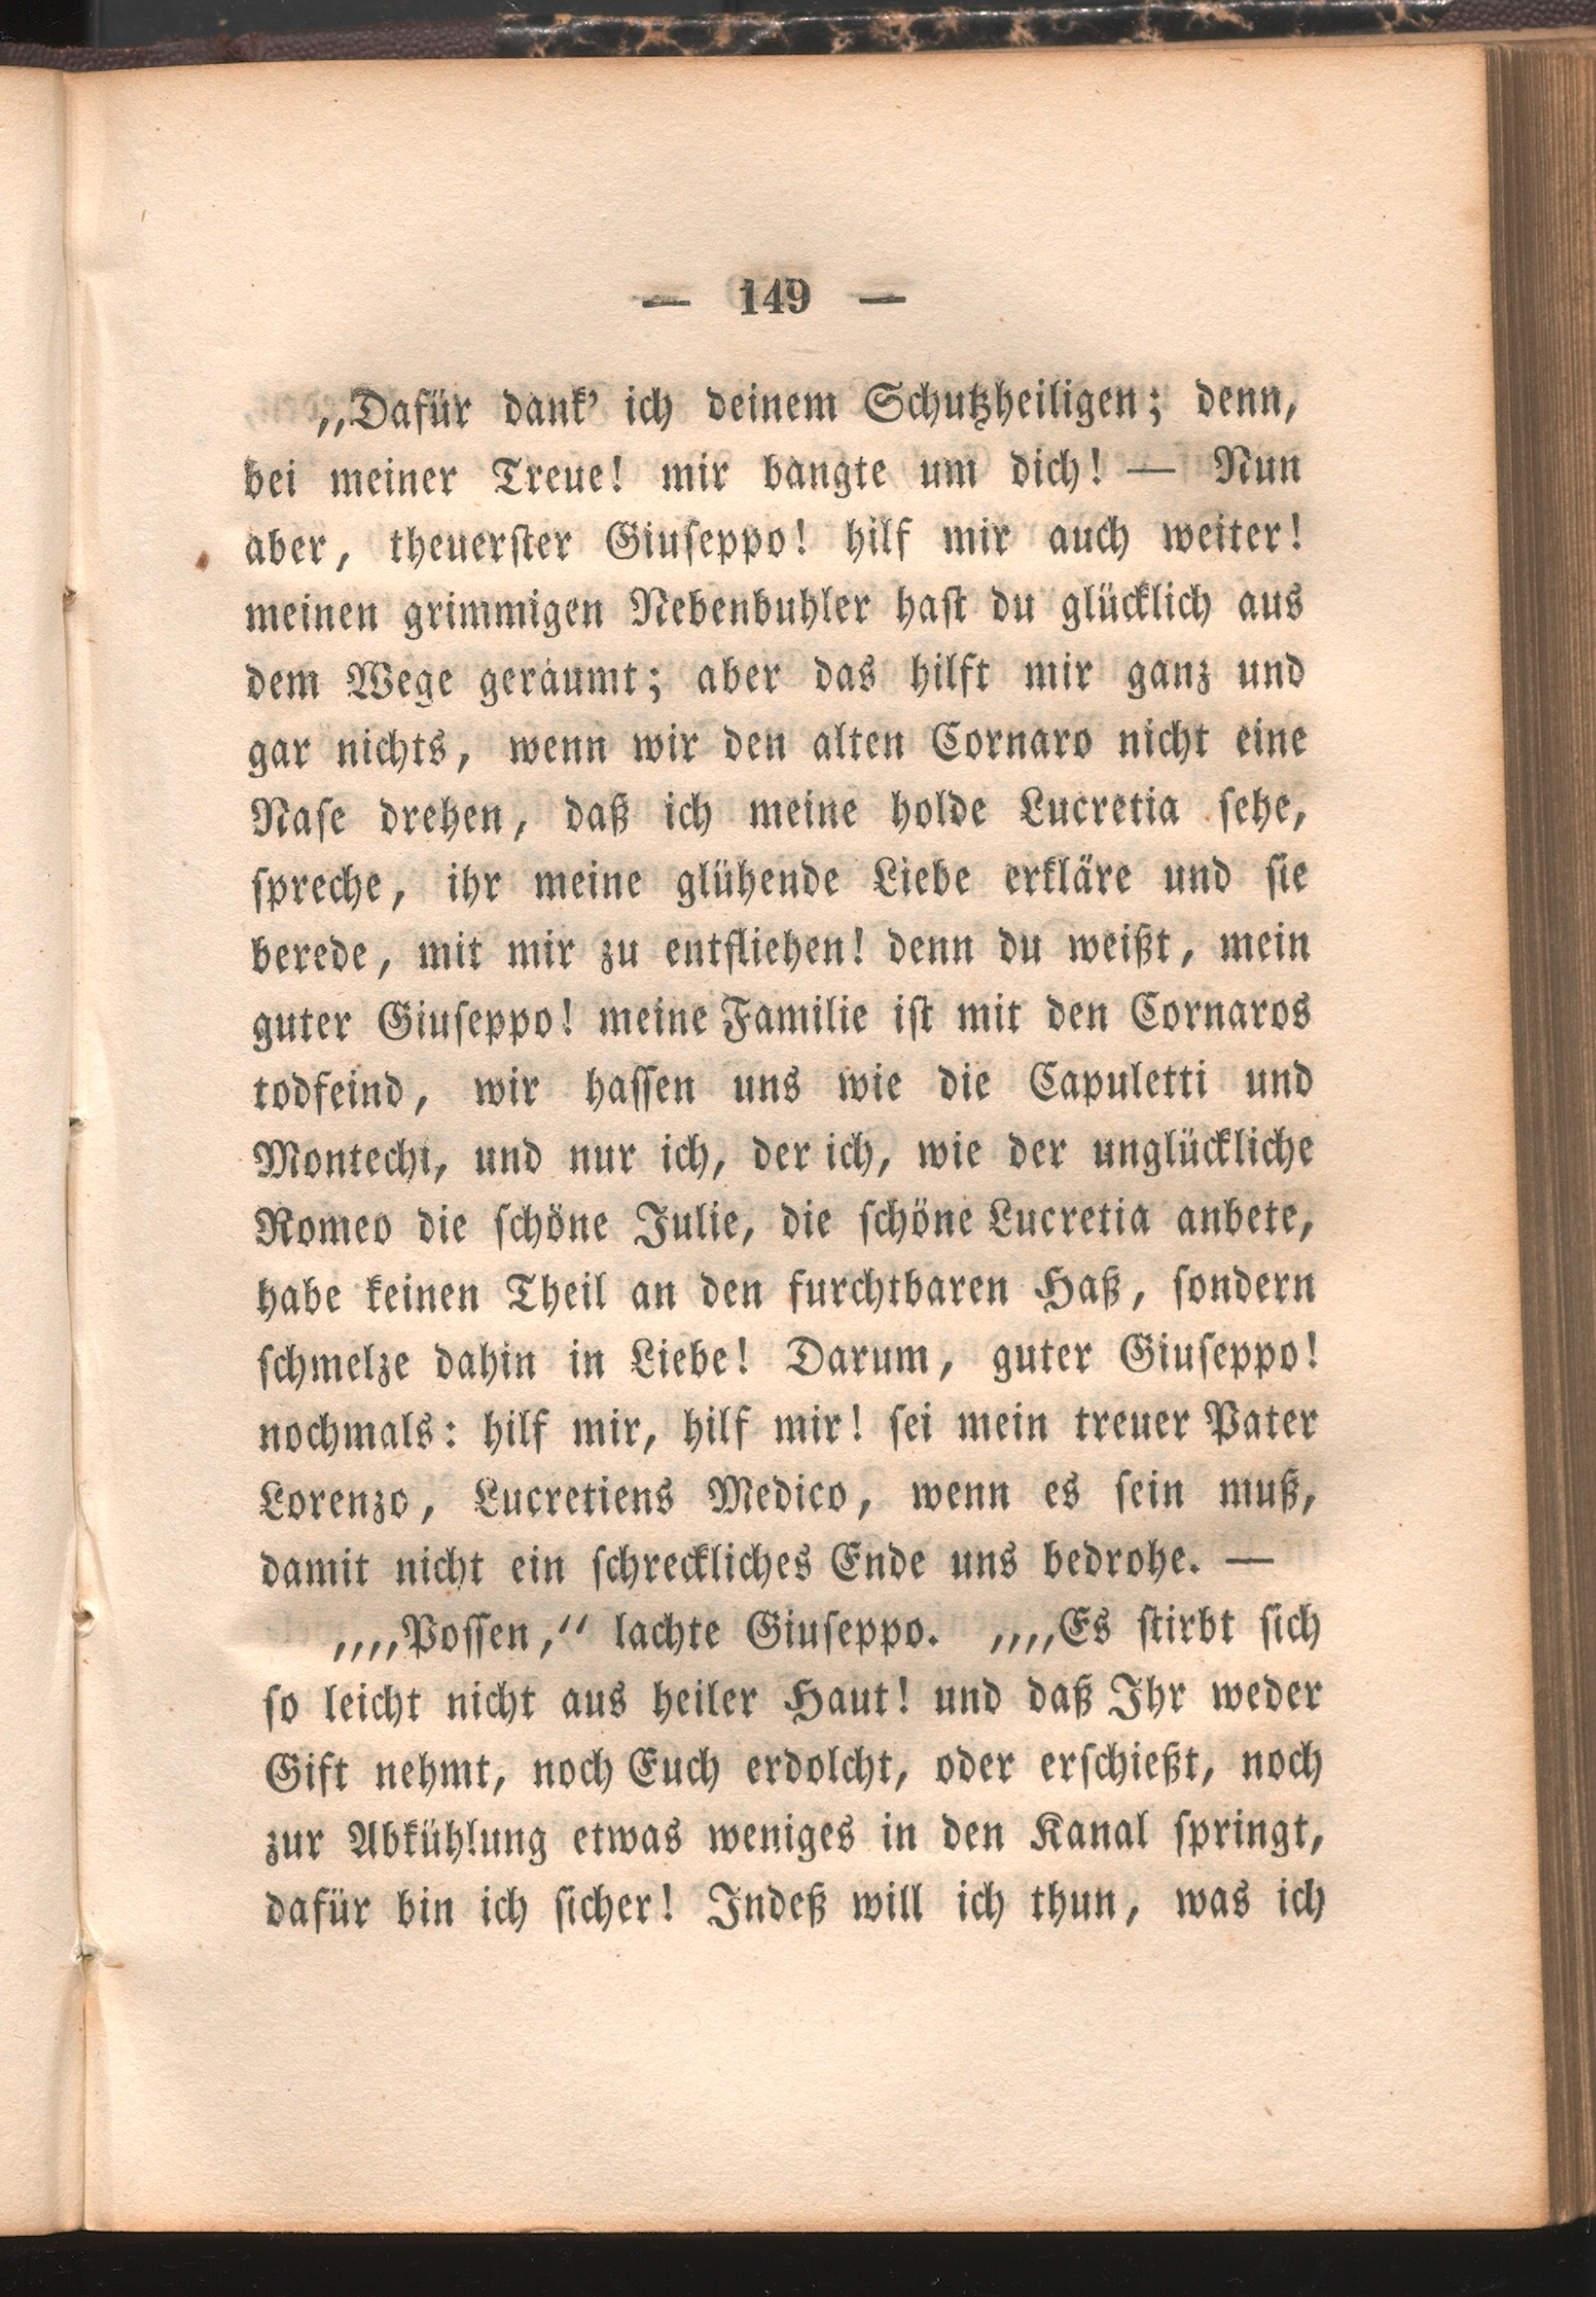 — 149 —
„Dafür dank’ ich deinem Schutzheiligen; denn,
bei meiner Treue! mir bangte um dich! — Nun
aber, theuerster Giuseppo! hilf mir auch weiter!
meinen grimmigen Nebenbuhler hast du glücklich aus
dem Wege geräumt; aber das hilft mir ganz und
gar nichts, wenn wir den alten Cornaro nicht eine
Nase drehen, daß ich meine holde Lucretia sehe,
spreche, ihr meine glühende Liebe erkläre und sie
berede, mit mir zu entfliehen! denn du weißt, mein
guter Giuseppo! meine Familie ist mit den Cornaros
todfeind, wir hassen uns wie die Capuletti und
Montechi, und nur ich, der ich, wie der unglückliche
Romeo die schöne Julie, die schöne Lucretia anbete,
habe keinen Theil an den furchtbaren Haß, sondern
schmelze dahin in Liebe! Darum, guter Giuseppo!
nochmals: hilf mir, hilf mir! sei mein treuer Pater
Lorenzo, Lucretiens Medico, wenn es sein muß,
damit nicht ein schreckliches Ende uns bedrohe. —
„„Possen,“ lachte Giuseppo. „„Es stirbt sich
so leicht nicht aus heiler Haut! und daß Ihr weder
Gift nehmt, noch Euch erdolcht, oder erschießt, noch
zur Abkühlung etwas weniges in den Kanal springt,
dafür bin ich sicher! Indeß will ich thun, was ich